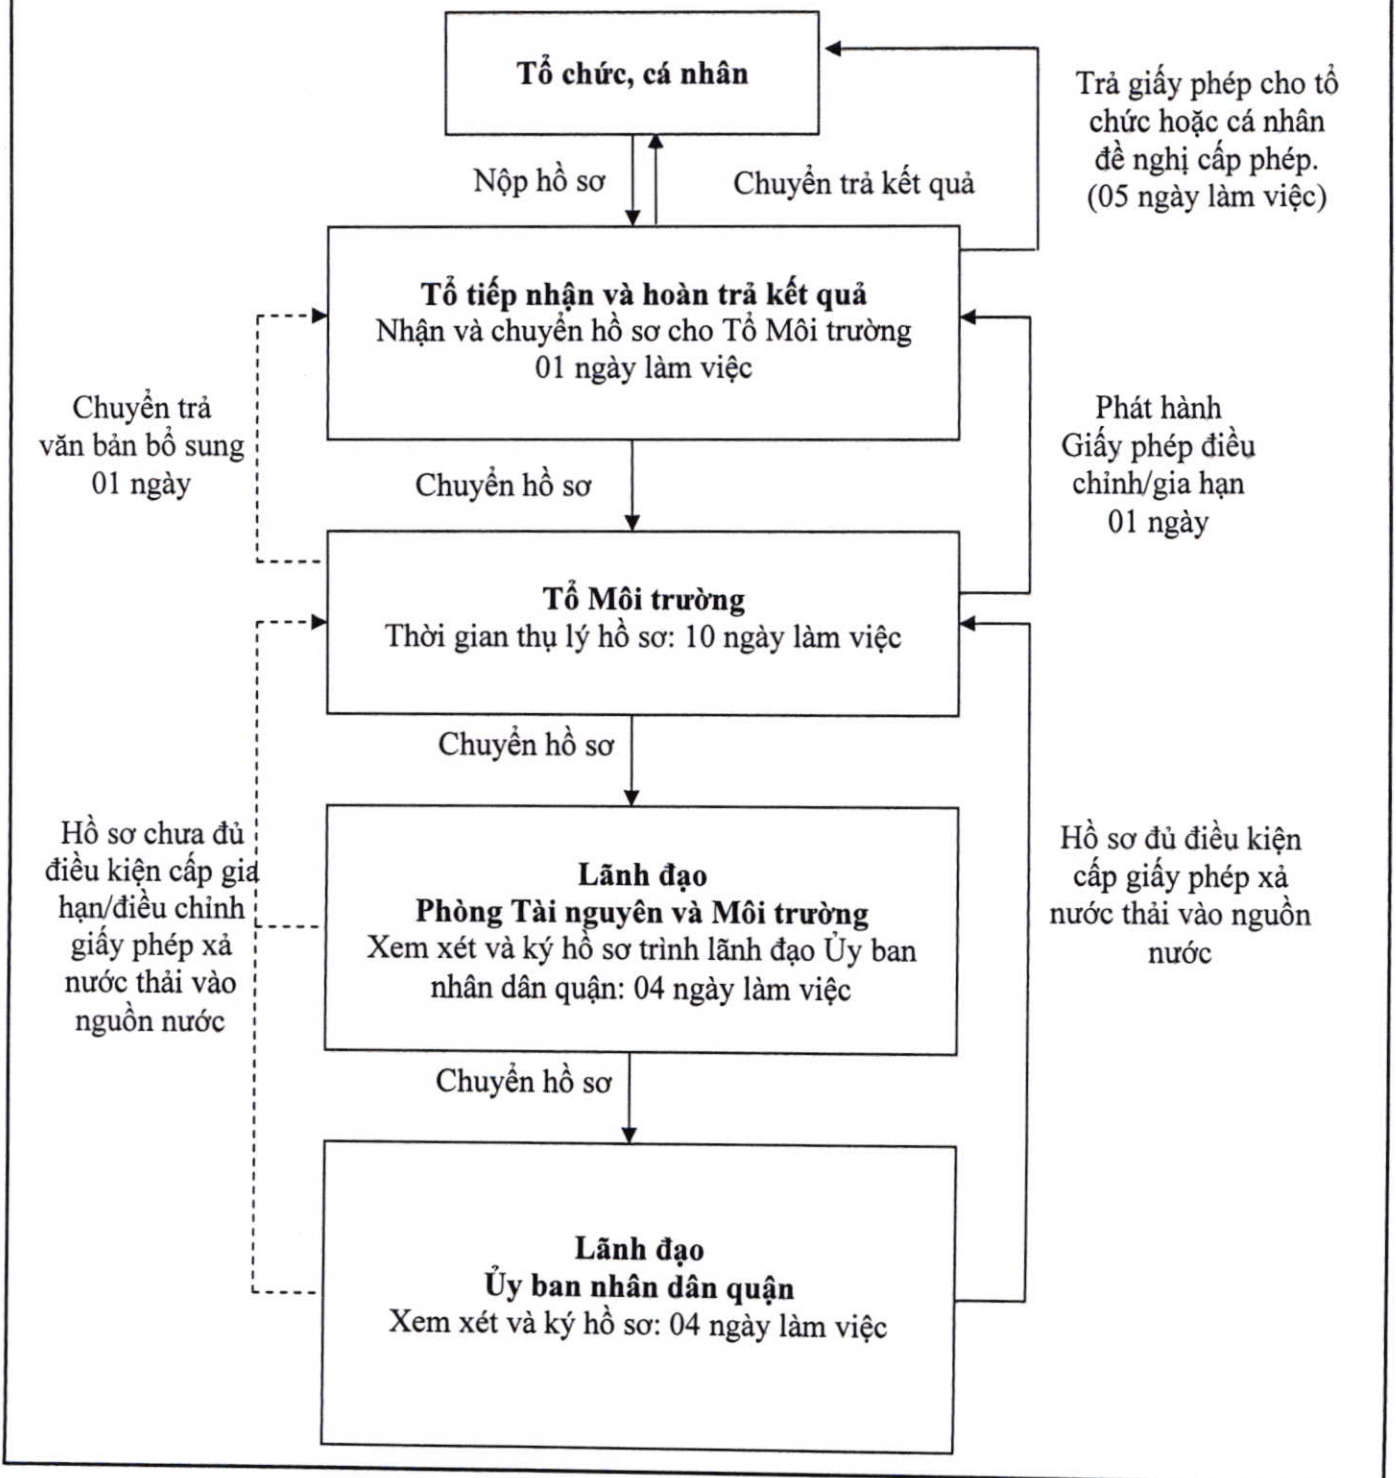 Tổ chức, cá nhân
Trả giấy phép cho tổ
chức hoặc cá nhân
đề nghị cấp phép.
(05 ngày làm việc)
Nộp hồ sơ
Chuyển trả kết quả
Tổ tiếp nhận và hoàn trả kết quả
Nhận và chuyển hồ sơ cho Tổ Môi trường
01 ngày làm việc
Chuyển trả
văn bản bổ sung
01 ngày
Phát hành
Giấy phép điều
chỉnh/gia hạn
01 ngày
Chuyển hồ sơ
Tổ Môi trường
Thời gian thụ lý hồ sơ: 10 ngày làm việc
Chuyển hồ sơ
Hồ sơ chưa đủ
điều kiện cấp gia
hạn/điều chỉnh
giấy phép xả
nước thải vào
nguồn nước
Lãnh đạo
Phòng Tài nguyên và Môi trường
Xem xét và ký hồ sơ trình lãnh đạo Ủy ban
nhân dân quận: 04 ngày làm việc
Hồ sơ đủ điều kiện
cấp giấy phép xả
nước thải vào nguồn
nước
Chuyển hồ sơ
Lãnh đạo
Ủy ban nhân dân quận
Xem xét và ký hồ sơ: 04 ngày làm việc